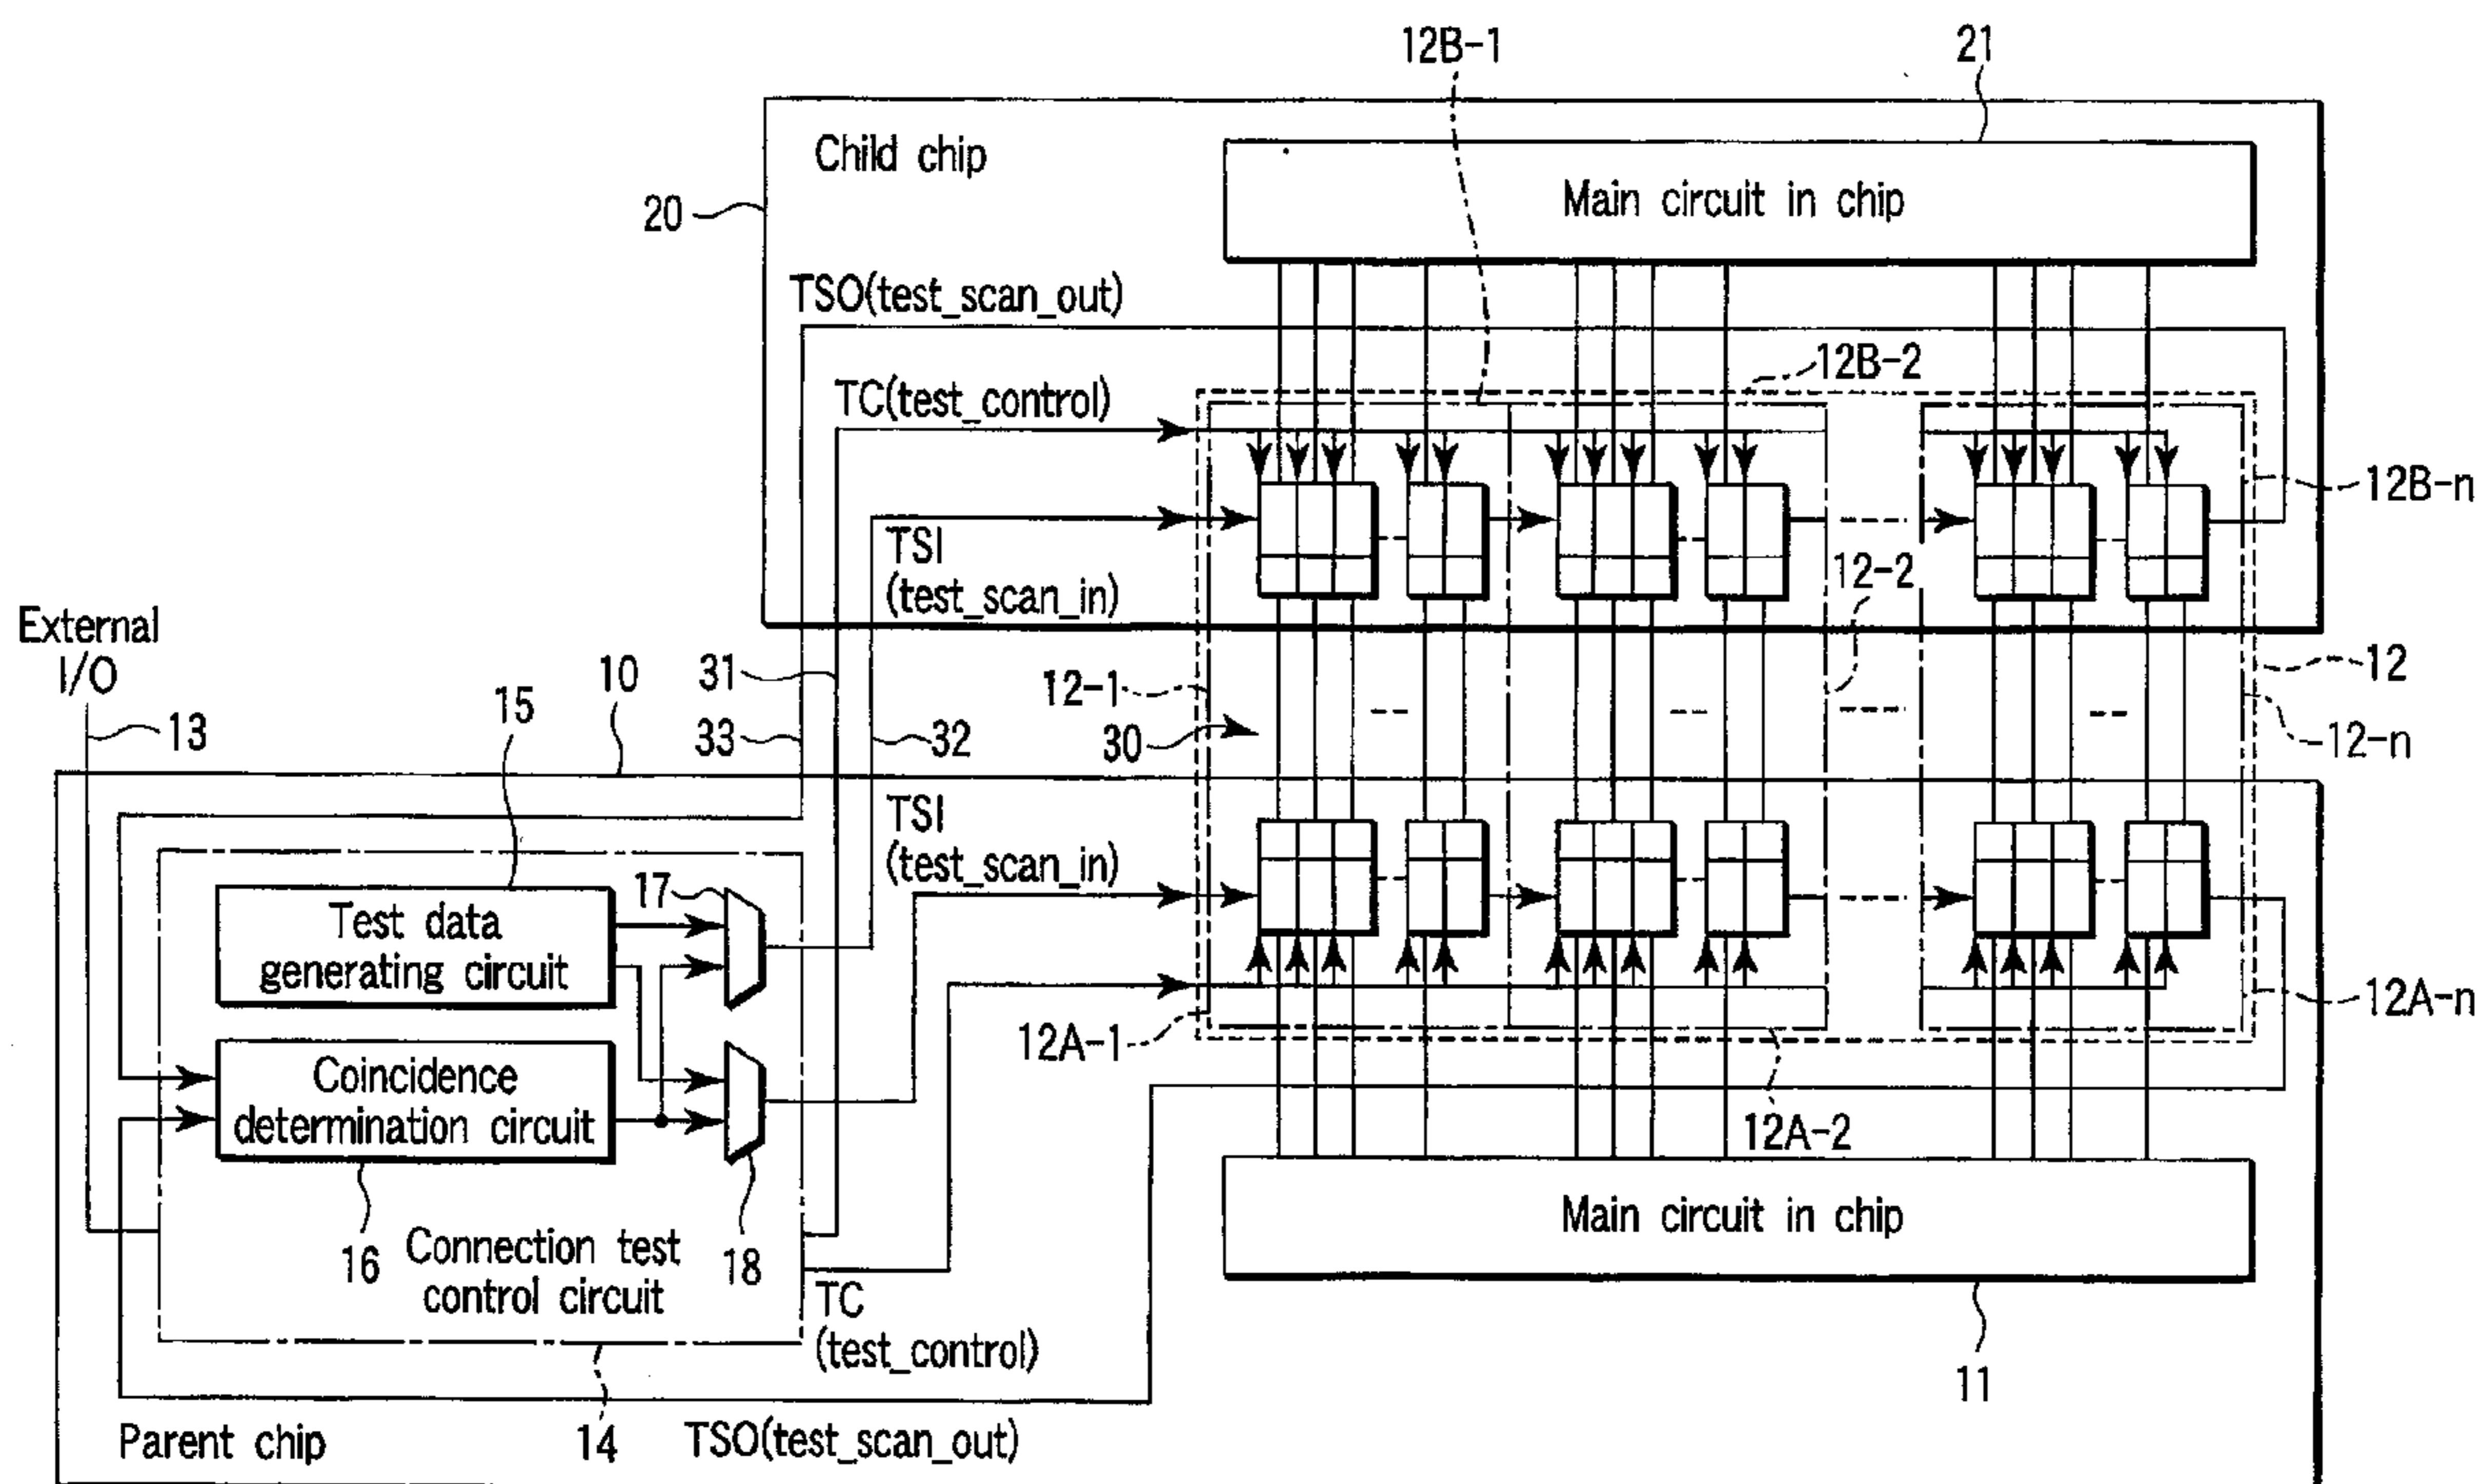 12B-1
21
Child chip
Main circuit in chip
20
TSO(test_scan_out)
12B-2
TC(test_control)
12B-n
TSI
(test_scan_in)
12-2
External
I/O
10
31
12-1
12
15
13
33
32
30
12-n
TSI
(test_scan_in)
17
Test data
generating circuit
12A-n
12A-1
Coincidence
determination circuit
12A-2
Main circuit in chip
16
Connection test
control circuit
18
TC
(test_control)
11
Parent chip
14
TSO(test_scan_out)